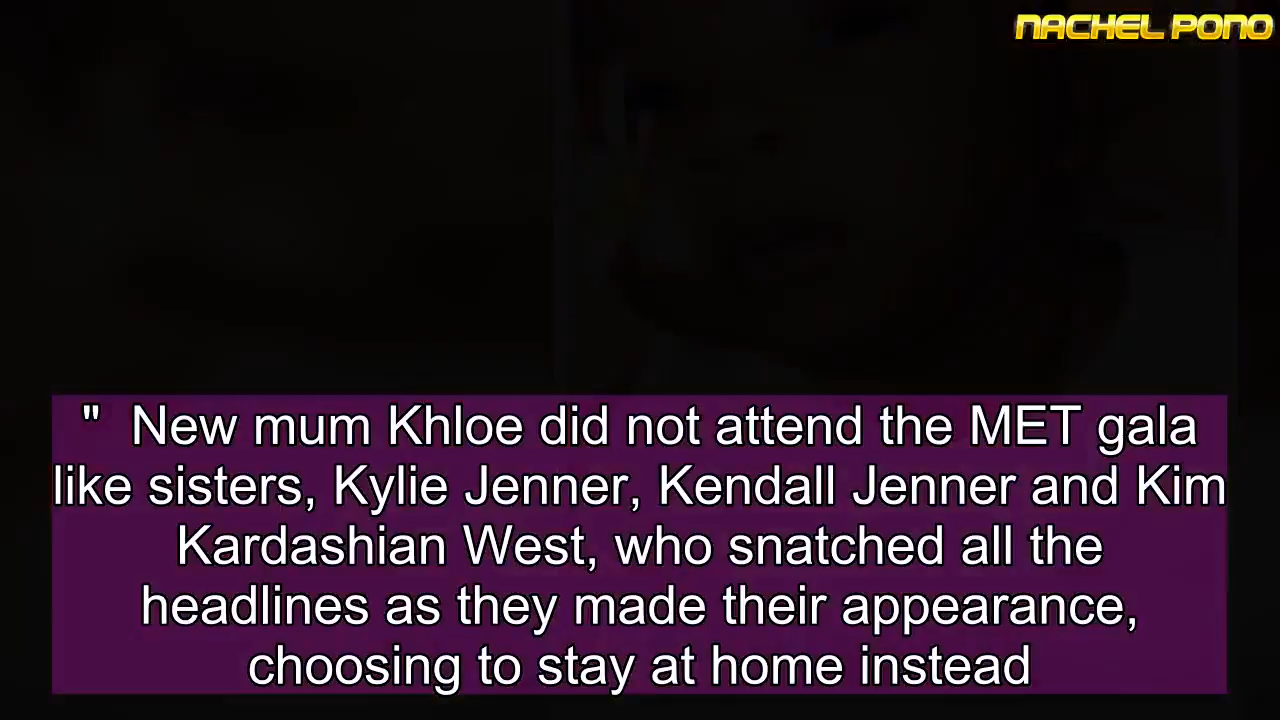 NACHEL PONO
" New mum Khloe did not attend the MET gala
like sisters, Kylie Jenner, Kendall Jenner and Kim
Kardashian West, who snatched all the
headlines as they made their appearance,
choosing to stay at home instead